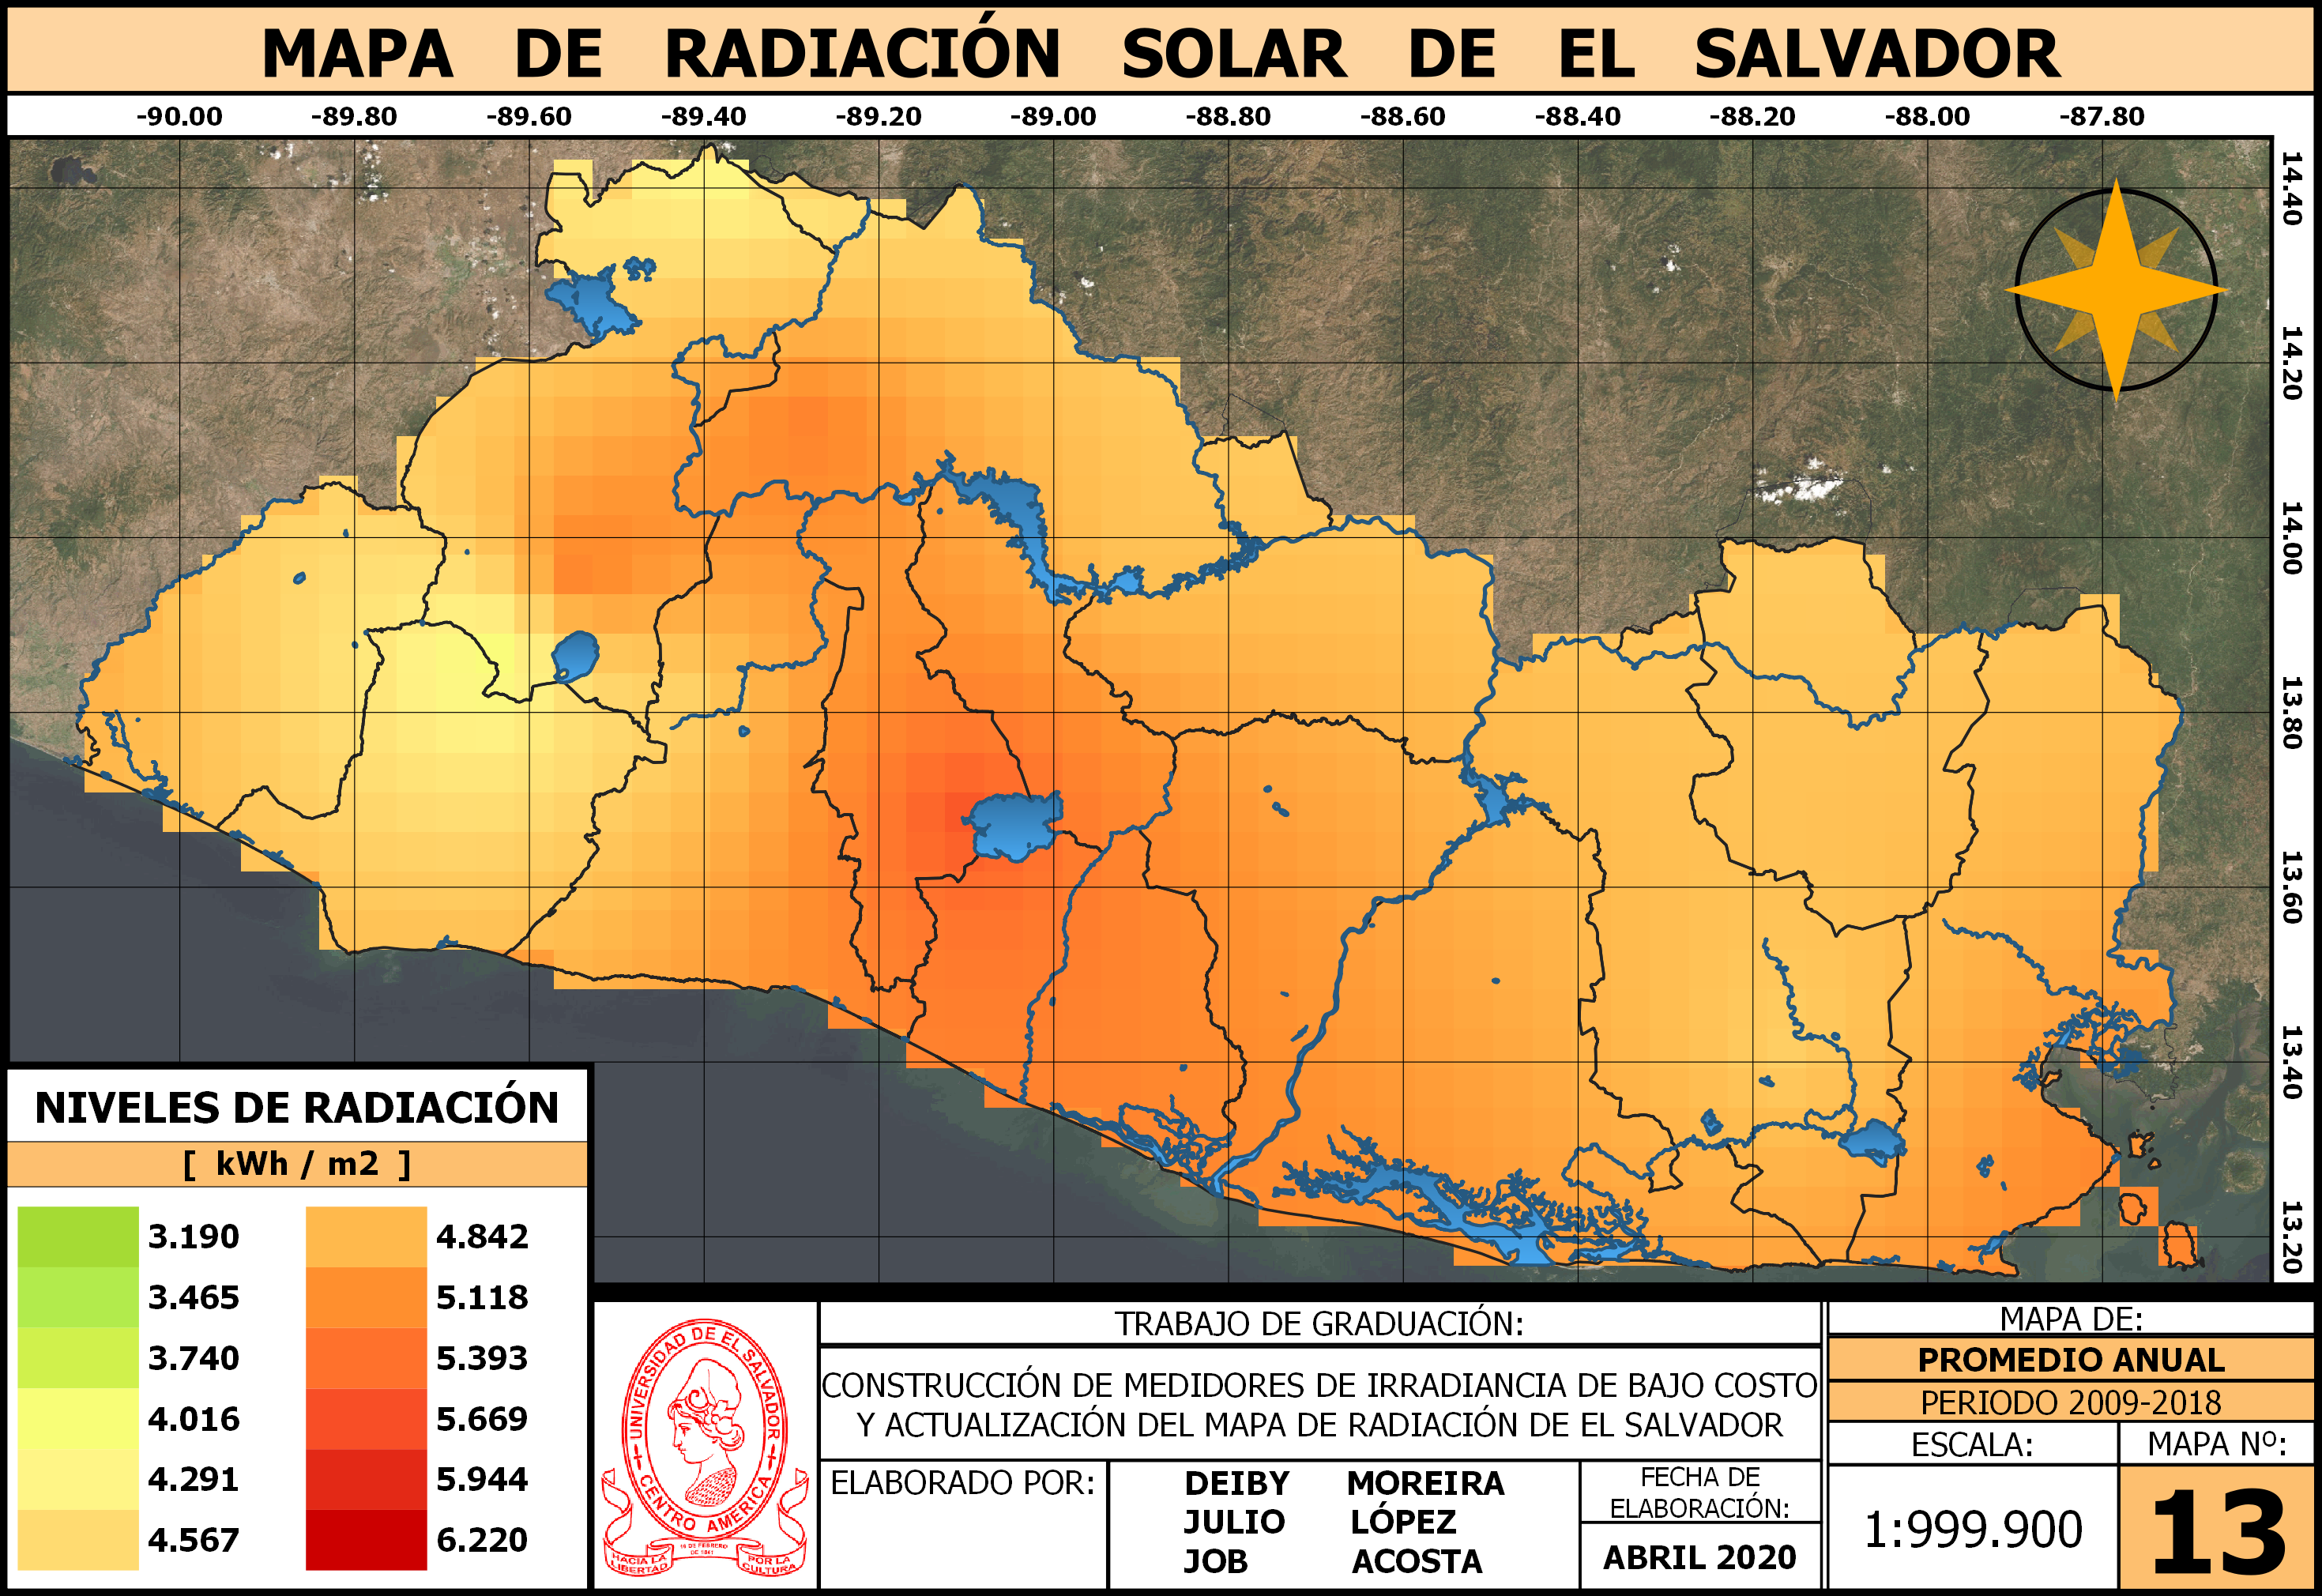 MAPA DE RADIACIÓN SOLAR DE EL SALVADOR
-90.00 -89.80 -89.60 -89.40 -89.20 -89.00 -88.80 -88.60 -88.40 -88.20 -88.00 -87.80
14.40
14.20
14.00
13.80
13.60
13.40
13.20
NIVELES DE RADIACIÓN
[ kWh / m2 ]
3.190 4.842
3.465 5.118
3.740 5.393
4.016 5.669
4.291 5.944
4.567 6.220
UNIVERSIDAD DE EL SALVADOR
CENTRO AMERICA
HACIA LA
LIBERTAD
16 DE FEBRERO
DE 1841
POR LA
CULTURA
TRABAJO DE GRADUACIÓN:
CONSTRUCCIÓN DE MEDIDORES DE IRRADIANCIA DE BAJO COSTO
Y ACTUALIZACIÓN DEL MAPA DE RADIACIÓN DE EL SALVADOR
ELABORADO POR:
DEIBY MOREIRA
JULIO LÓPEZ
JOB ACOSTA
FECHA DE
ELABORACIÓN:
ABRIL 2020
MAPA DE:
PROMEDIO ANUAL
PERIODO 2009-2018
ESCALA:
1:999.900
MAPA Nº:
13